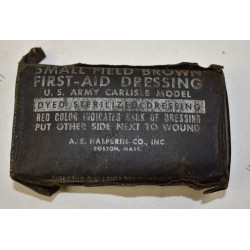 SMALL FIELD BROWN
FIRST-AID DRESSING
U. S. ARMY CARLISLE MODEL
DYED STERILIZED DRESSING
RED COLOR INDICATES BACK OF DRESSING
PUT OTHER SIDE NEXT TO WOUND
A. E. HALPERIN CO., INC.
BOSTON, MASS.